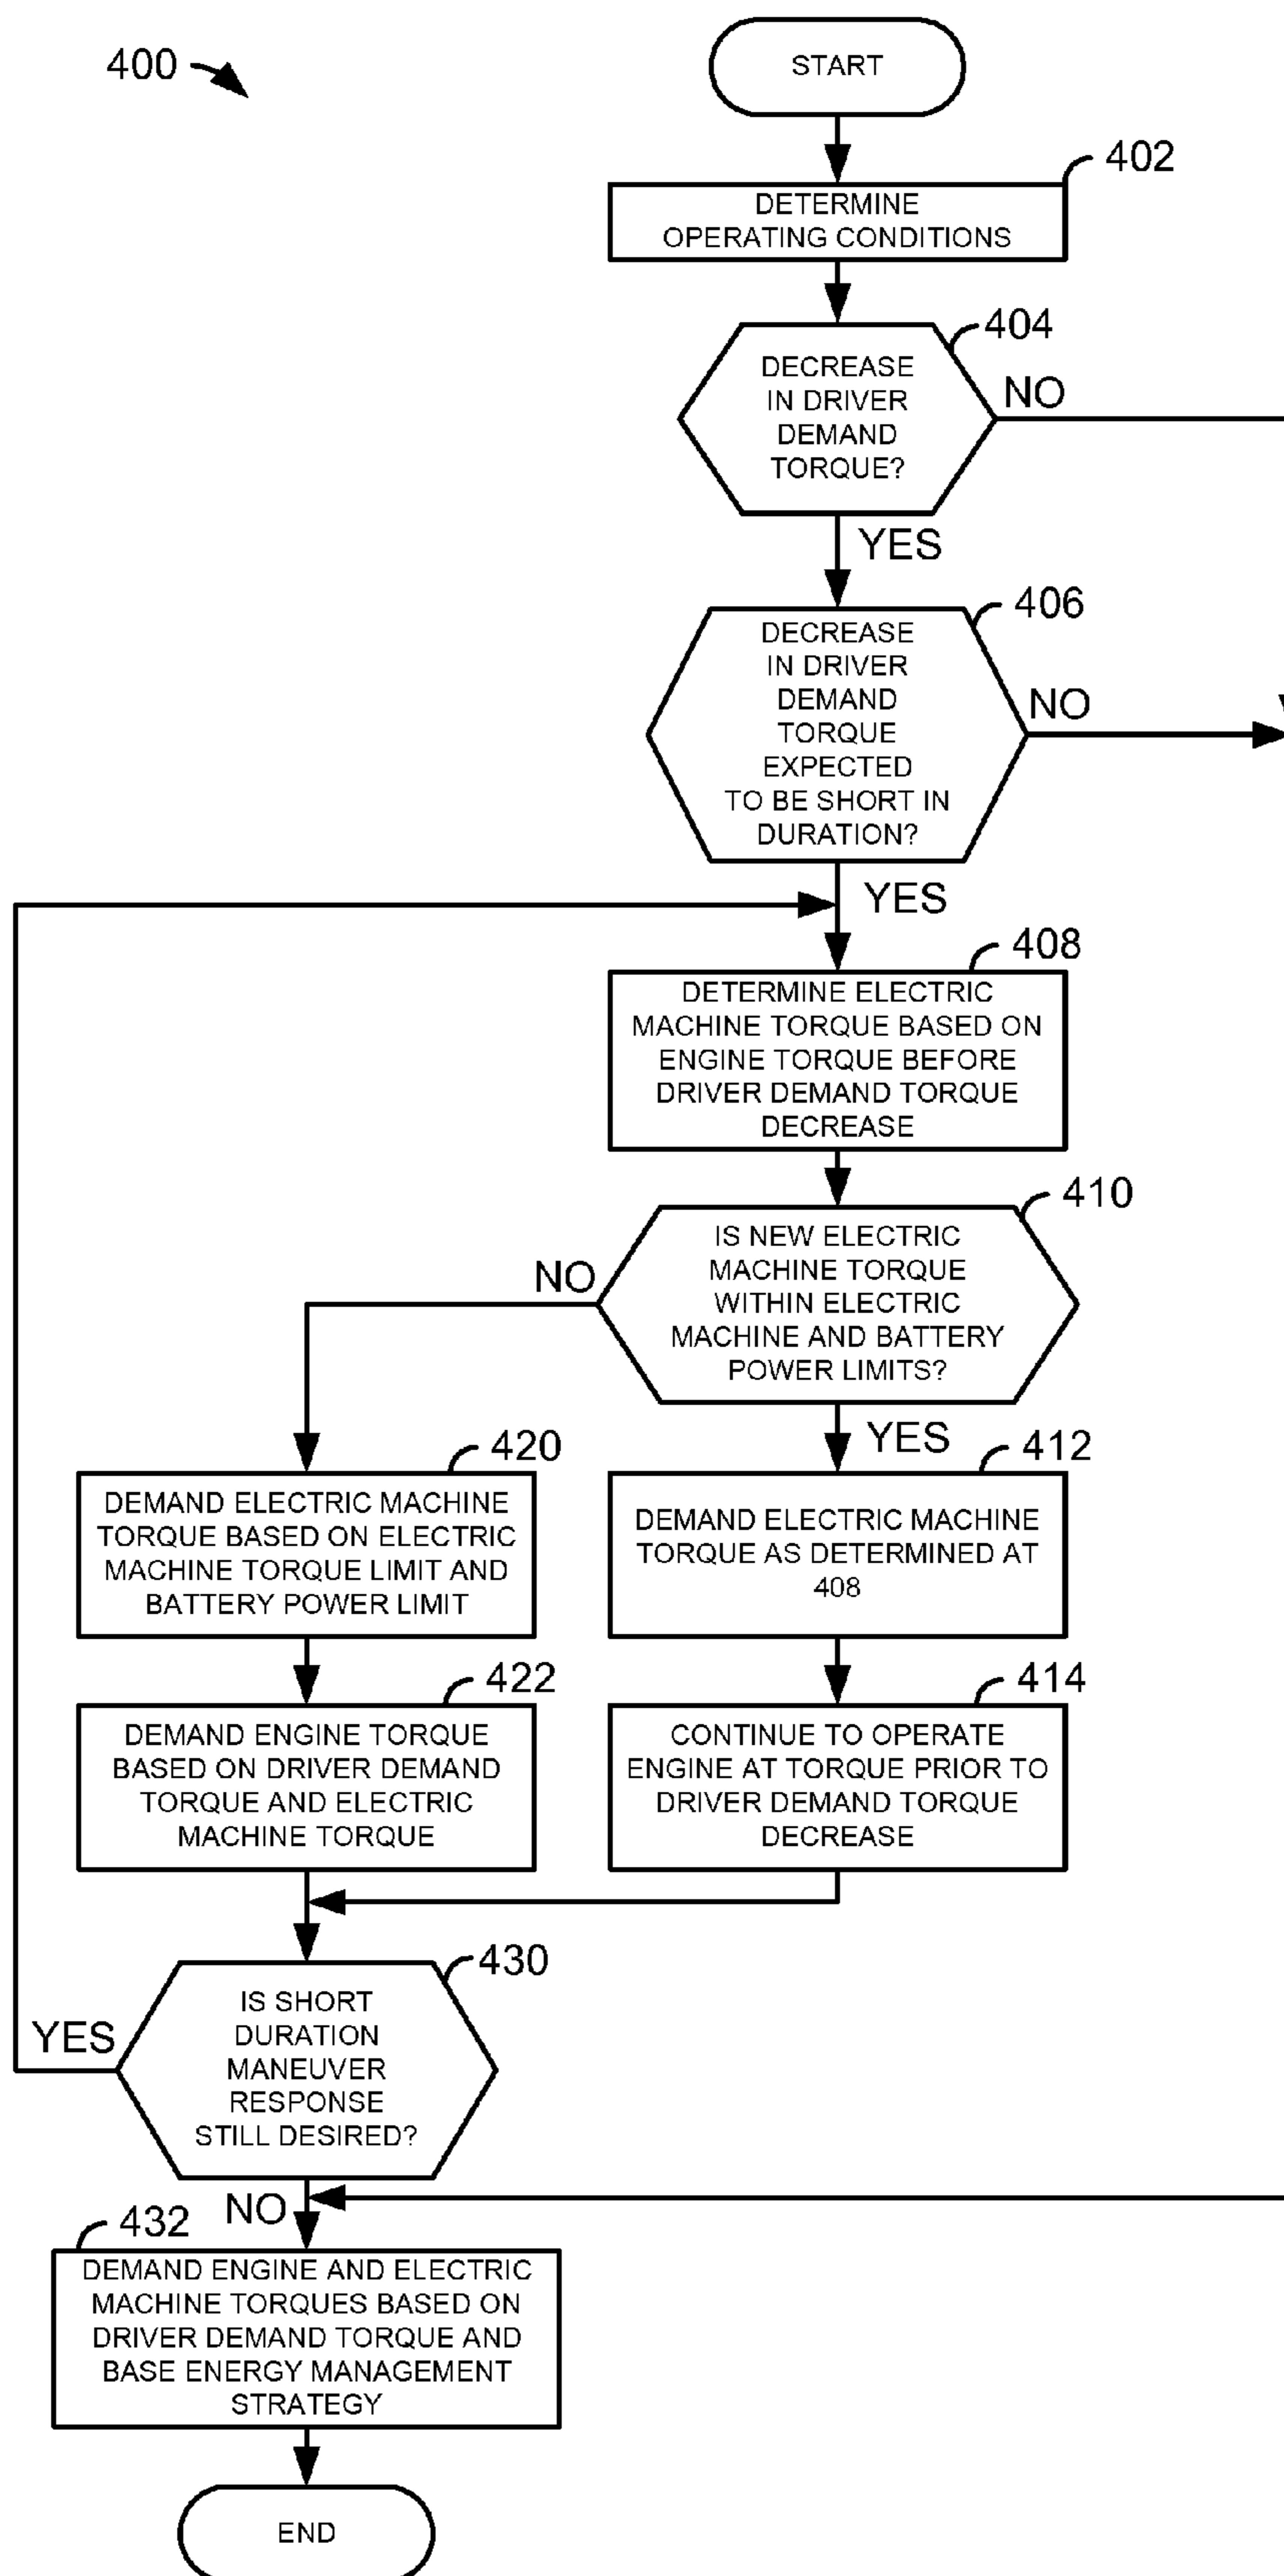 400
START
402
DETERMINE
OPERATING CONDITIONS
404
DECREASE
IN DRIVER
DEMAND
TORQUE?
NO
YES
406
DECREASE
IN DRIVER
DEMAND
TORQUE
EXPECTED
TO BE SHORT IN
DURATION?
NO
YES
408
DETERMINE ELECTRIC
MACHINE TORQUE BASED ON
ENGINE TORQUE BEFORE
DRIVER DEMAND TORQUE
DECREASE
410
IS NEW ELECTRIC
MACHINE TORQUE
WITHIN ELECTRIC
MACHINE AND BATTERY
POWER LIMITS?
NO
YES
420
DEMAND ELECTRIC MACHINE
TORQUE BASED ON ELECTRIC
MACHINE TORQUE LIMIT AND
BATTERY POWER LIMIT
412
DEMAND ELECTRIC MACHINE
TORQUE AS DETERMINED AT
408
422
DEMAND ENGINE TORQUE
BASED ON DRIVER DEMAND
TORQUE AND ELECTRIC
MACHINE TORQUE
414
CONTINUE TO OPERATE
ENGINE AT TORQUE PRIOR TO
DRIVER DEMAND TORQUE
DECREASE
430
IS SHORT
DURATION
MANEUVER
RESPONSE
STILL DESIRED?
YES
NO
432
DEMAND ENGINE AND ELECTRIC
MACHINE TORQUES BASED ON
DRIVER DEMAND TORQUE AND
BASE ENERGY MANAGEMENT
STRATEGY
END